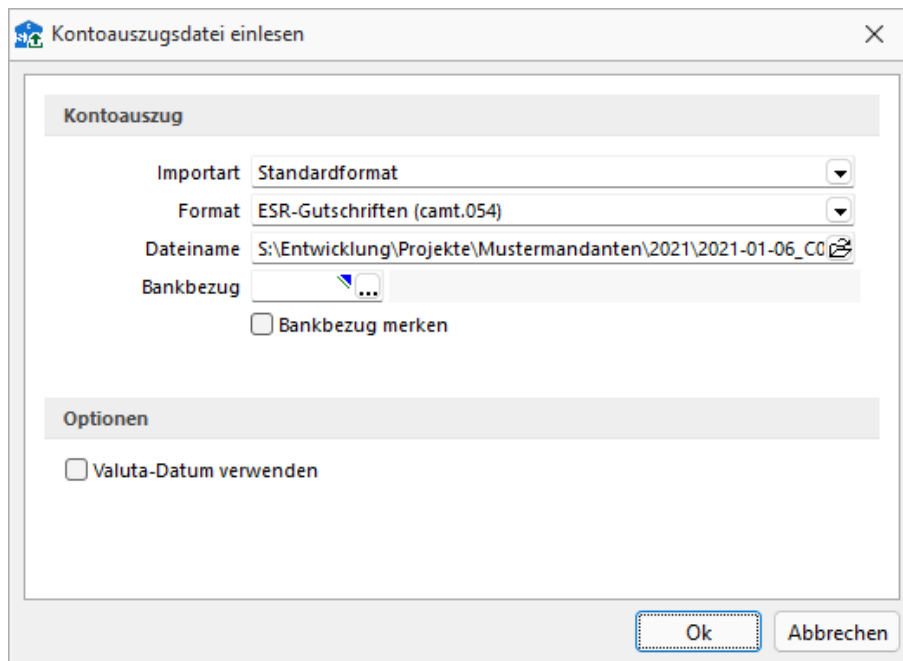 Kontoauszugsdatei einlesen
Kontoauszug
Importart Standardformat
Format ESR-Gutschriften (camt.054)
Dateiname S:\Entwicklung\Projekte\Mustermandanten\2021\2021-01-06_C0
Bankbezug ...
Bankbezug merken
Optionen
Valuta-Datum verwenden
Ok Abbrechen